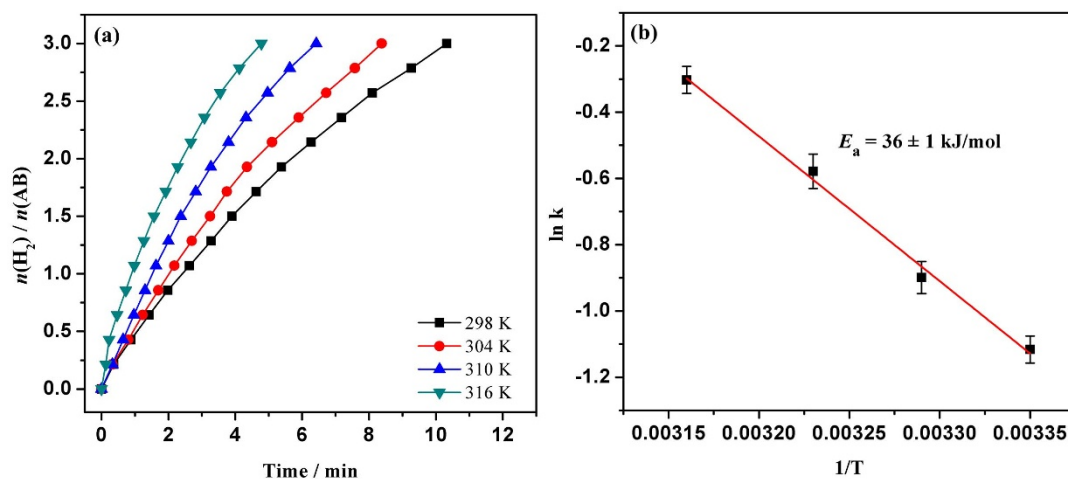 (a)
n(H₂) / n(AB)
3.0
2.5
2.0
1.5
1.0
0.5
0.0
298 K
304 K
310 K
316 K
0 2 4 6 8 10 12
Time / min
(b)
ln k
-0.2
-0.4
-0.6
-0.8
-1.0
-1.2
Eₐ = 36 ± 1 kJ/mol
0.00315 0.00320 0.00325 0.00330 0.00335
1/T